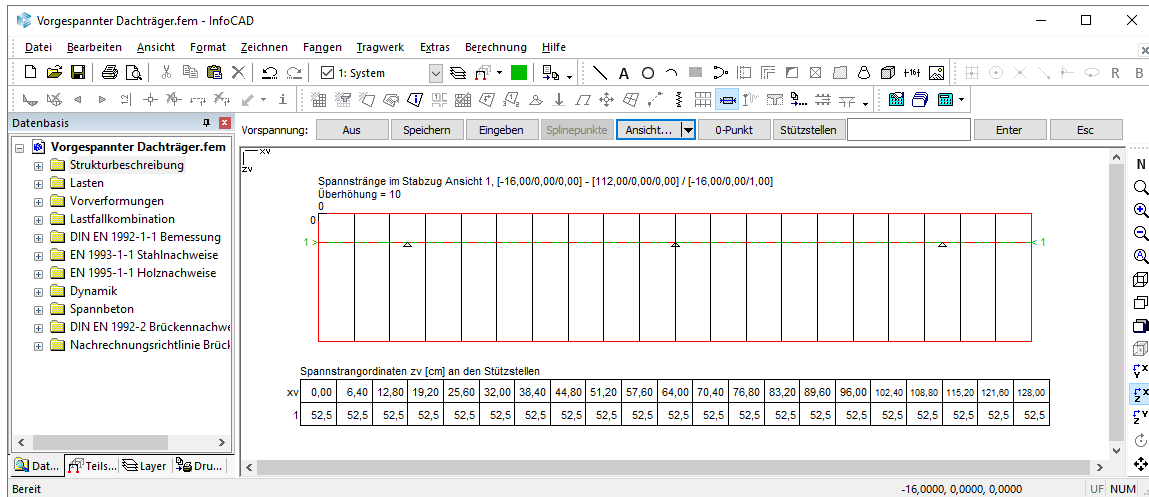 Vorgespannter Dachträger.fem - InfoCAD
Datei Bearbeiten Ansicht Format Zeichnen Fangen Tragwerk Extras Berechnung Hilfe
1: System
A
R B
Datenbasis
Vorspannung: Aus Speichern Eingeben Splinepunkte Ansicht... 0-Punkt Stützstellen Enter Esc
Vorgespannter Dachträger.fem
Strukturbeschreibung
Lasten
Vorverformungen
Lastfallkombination
DIN EN 1992-1-1 Bemessung
EN 1993-1-1 Stahlnachweise
EN 1995-1-1 Holznachweise
Dynamik
Spannbeton
DIN EN 1992-2 Brückennachwe
Nachrechnungsrichtlinie Brück
xv
zv
Spannstränge im Stabzug Ansicht 1, [-16,00/0,00/0,00] - [112,00/0,00/0,00] / [-16,00/0,00/1,00]
Überhöhung = 10
0
0
1 > < 1
Spannstrangordinaten zv [cm] an den Stützstellen
xv 0,00 6,40 12,80 19,20 25,60 32,00 38,40 44,80 51,20 57,60 64,00 70,40 76,80 83,20 89,60 96,00 102,40 108,80 115,20 121,60 128,00
1 52,5 52,5 52,5 52,5 52,5 52,5 52,5 52,5 52,5 52,5 52,5 52,5 52,5 52,5 52,5 52,5 52,5 52,5 52,5 52,5 52,5
N
Dat... Teils... Layer Dru...
Bereit -16,0000, 0,0000, 0,0000 UF NUM